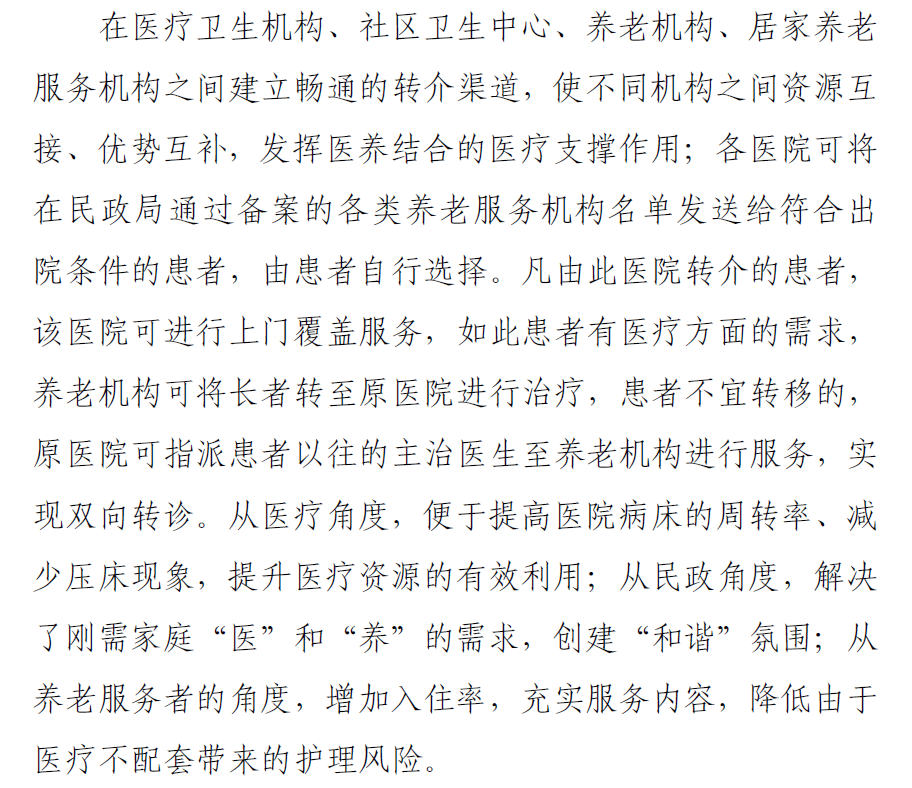 在医疗卫生机构、社区卫生中心、养老机构、居家养老
服务机构之间建立畅通的转介渠道，使不同机构之间资源互
接、优势互补，发挥医养结合的医疗支撑作用；各医院可将
在民政局通过备案的各类养老服务机构名单发送给符合出
院条件的患者，由患者自行选择。凡由此医院转介的患者，
该医院可进行上门覆盖服务，如此患者有医疗方面的需求，
养老机构可将长者转至原医院进行治疗，患者不宜转移的，
原医院可指派患者以往的主治医生至养老机构进行服务，实
现双向转诊。从医疗角度，便于提高医院病床的周转率、减
少压床现象，提升医疗资源的有效利用；从民政角度，解决
了刚需家庭“医”和“养”的需求，创建“和谐”氛围；从
养老服务者的角度，增加入住率，充实服务内容，降低由于
医疗不配套带来的护理风险。